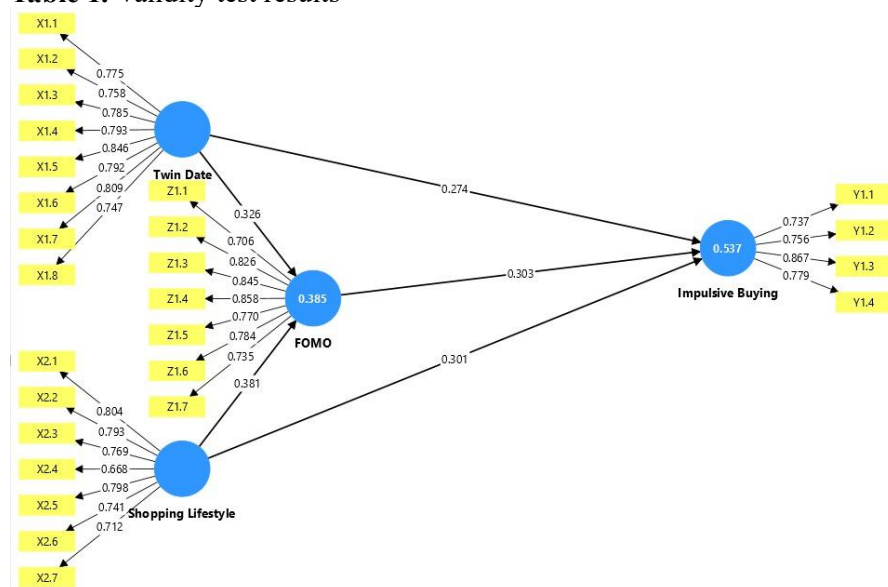 Table 1. Validity test results
X1.1
X1.2
X1.3
X1.4
X1.5
X1.6
X1.7
X1.8
0.775
0.758
0.785
0.793
0.846
0.792
0.809
0.747
Twin Date
0.326
0.274
Z1.1
Z1.2
Z1.3
Z1.4
Z1.5
Z1.6
Z1.7
0.706
0.826
0.845
0.858
0.770
0.784
0.735
0.385
FOMO
0.303
0.381
0.301
X2.1
X2.2
X2.3
X2.4
X2.5
X2.6
X2.7
0.804
0.793
0.769
0.668
0.798
0.741
0.712
Shopping Lifestyle
0.537
Impulsive Buying
0.737
0.756
0.867
0.779
Y1.1
Y1.2
Y1.3
Y1.4